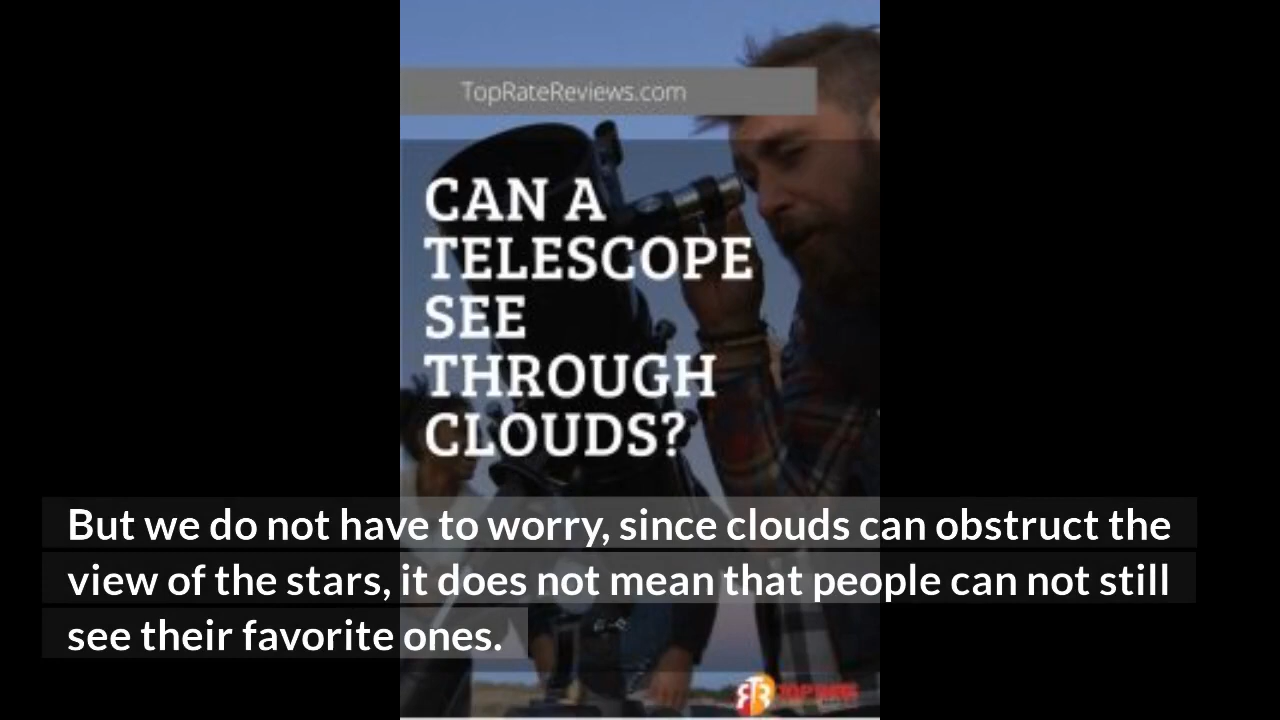 TopRateReviews.com
CAN A
TELESCOPE
SEE
THROUGH
CLOUDS?
But we do not have to worry, since clouds can obstruct the
view of the stars, it does not mean that people can not still
see their favorite ones.